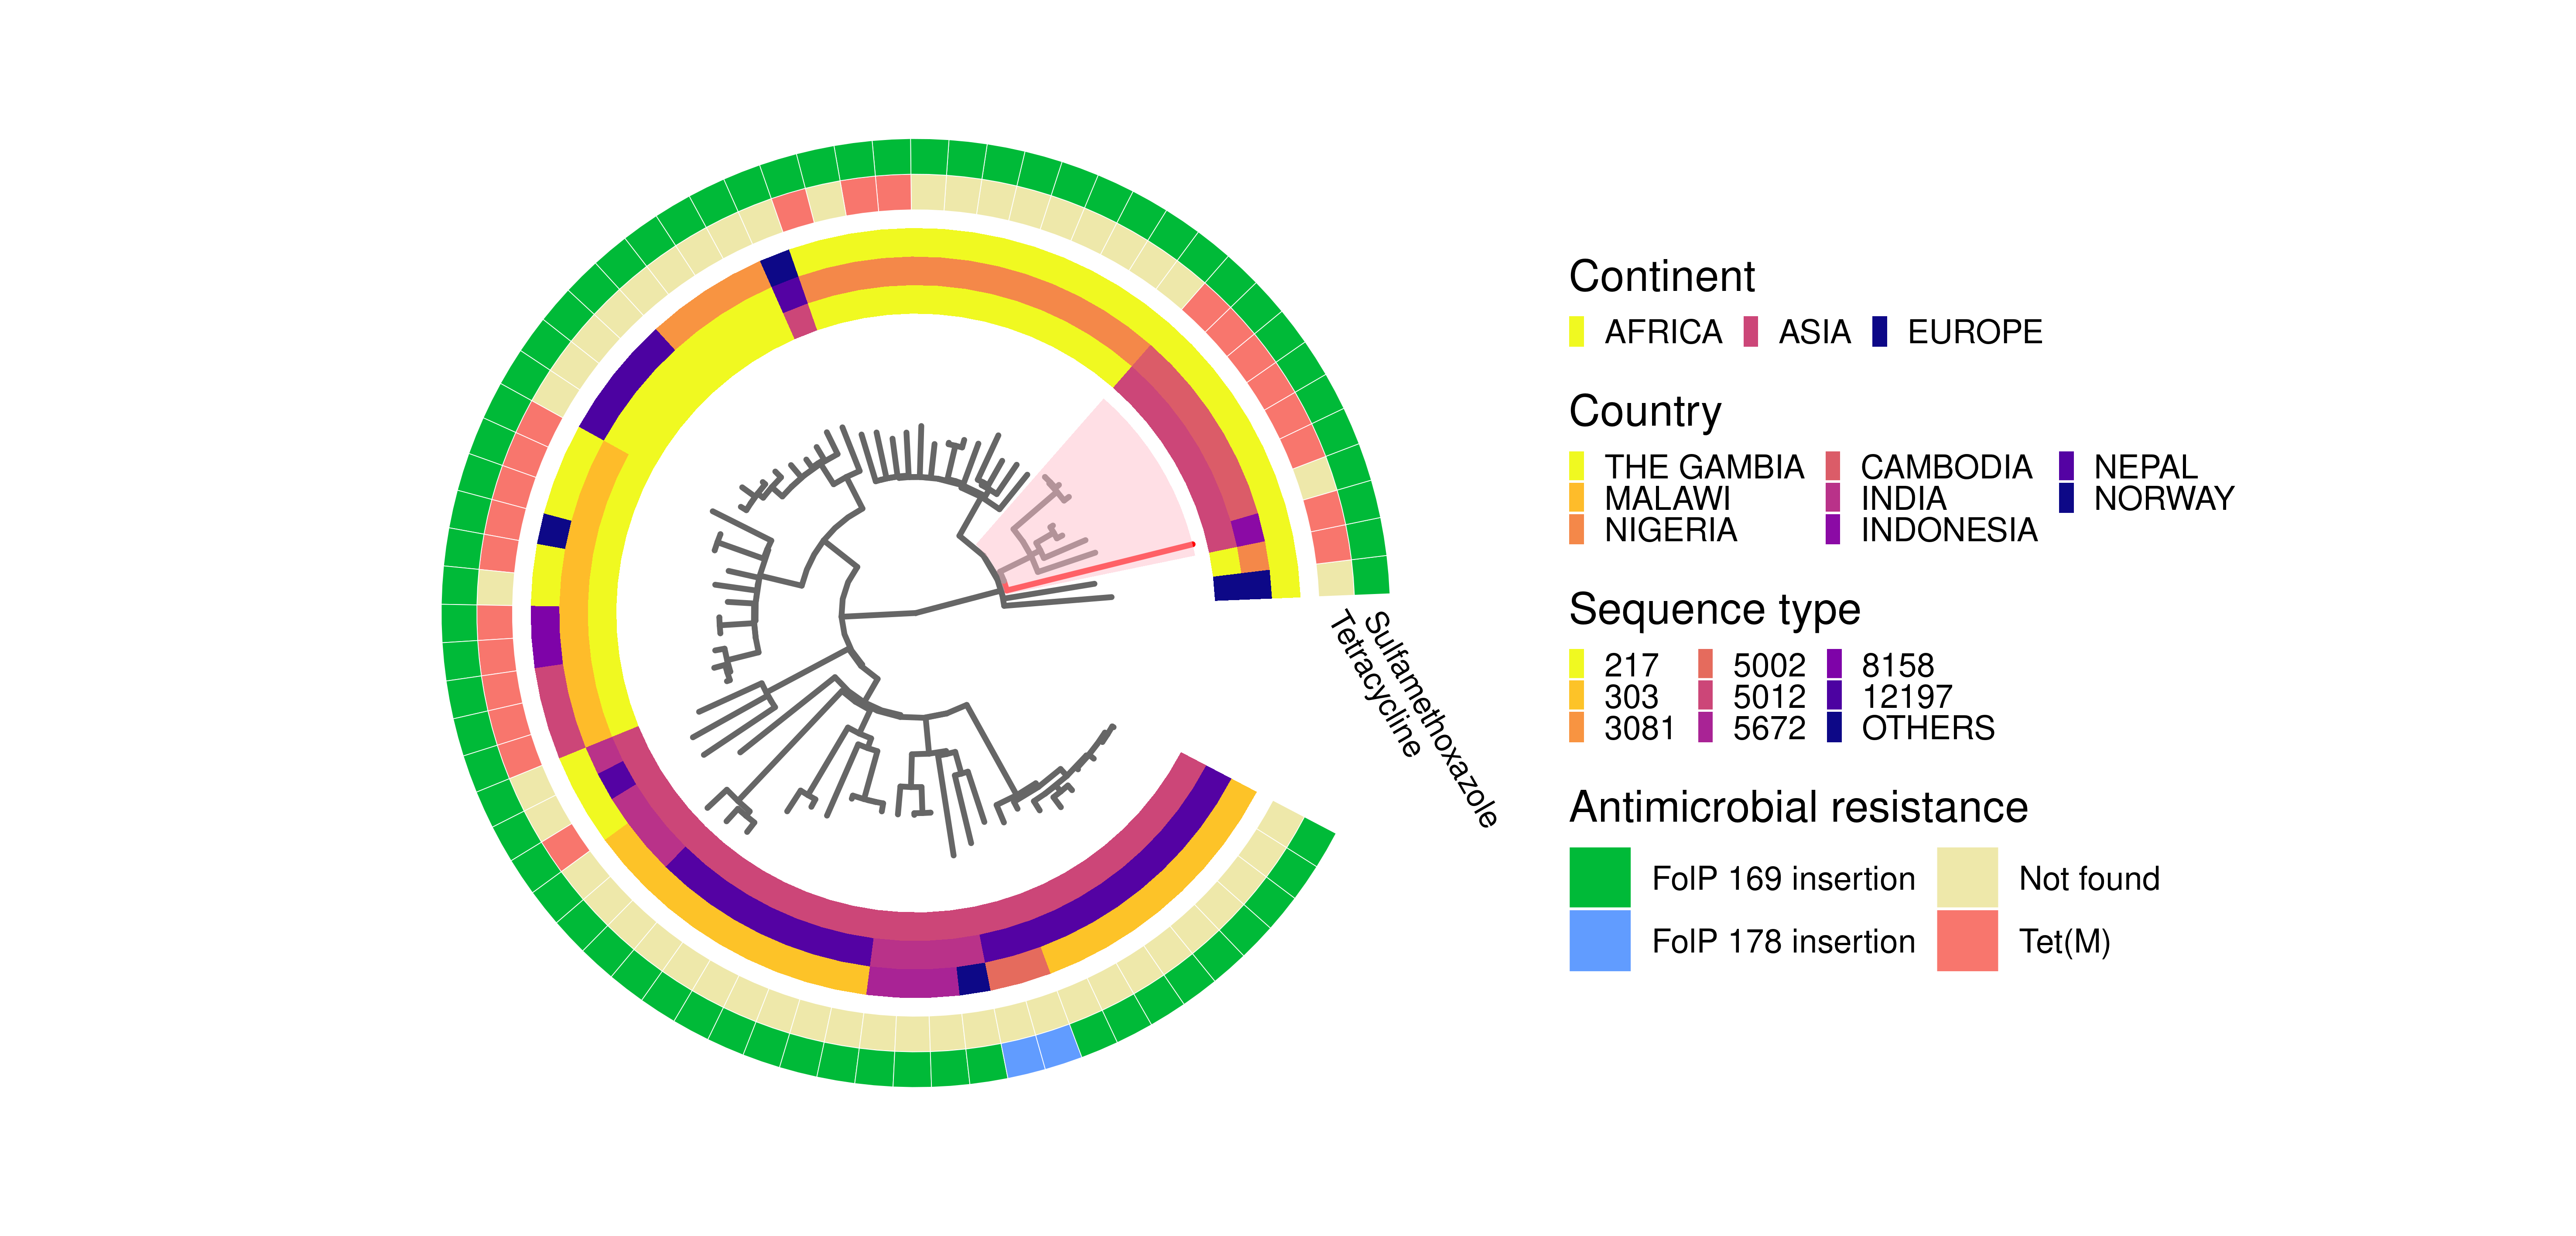 Continent
AFRICA ASIA EUROPE
Country
THE GAMBIA CAMBODIA NEPAL
MALAWI INDIA NORWAY
NIGERIA INDONESIA
Sequence type
217 5002 8158
303 5012 12197
3081 5672 OTHERS
Antimicrobial resistance
FolP 169 insertion Not found
FolP 178 insertion Tet(M)
Sulfamethoxazole
Tetracycline